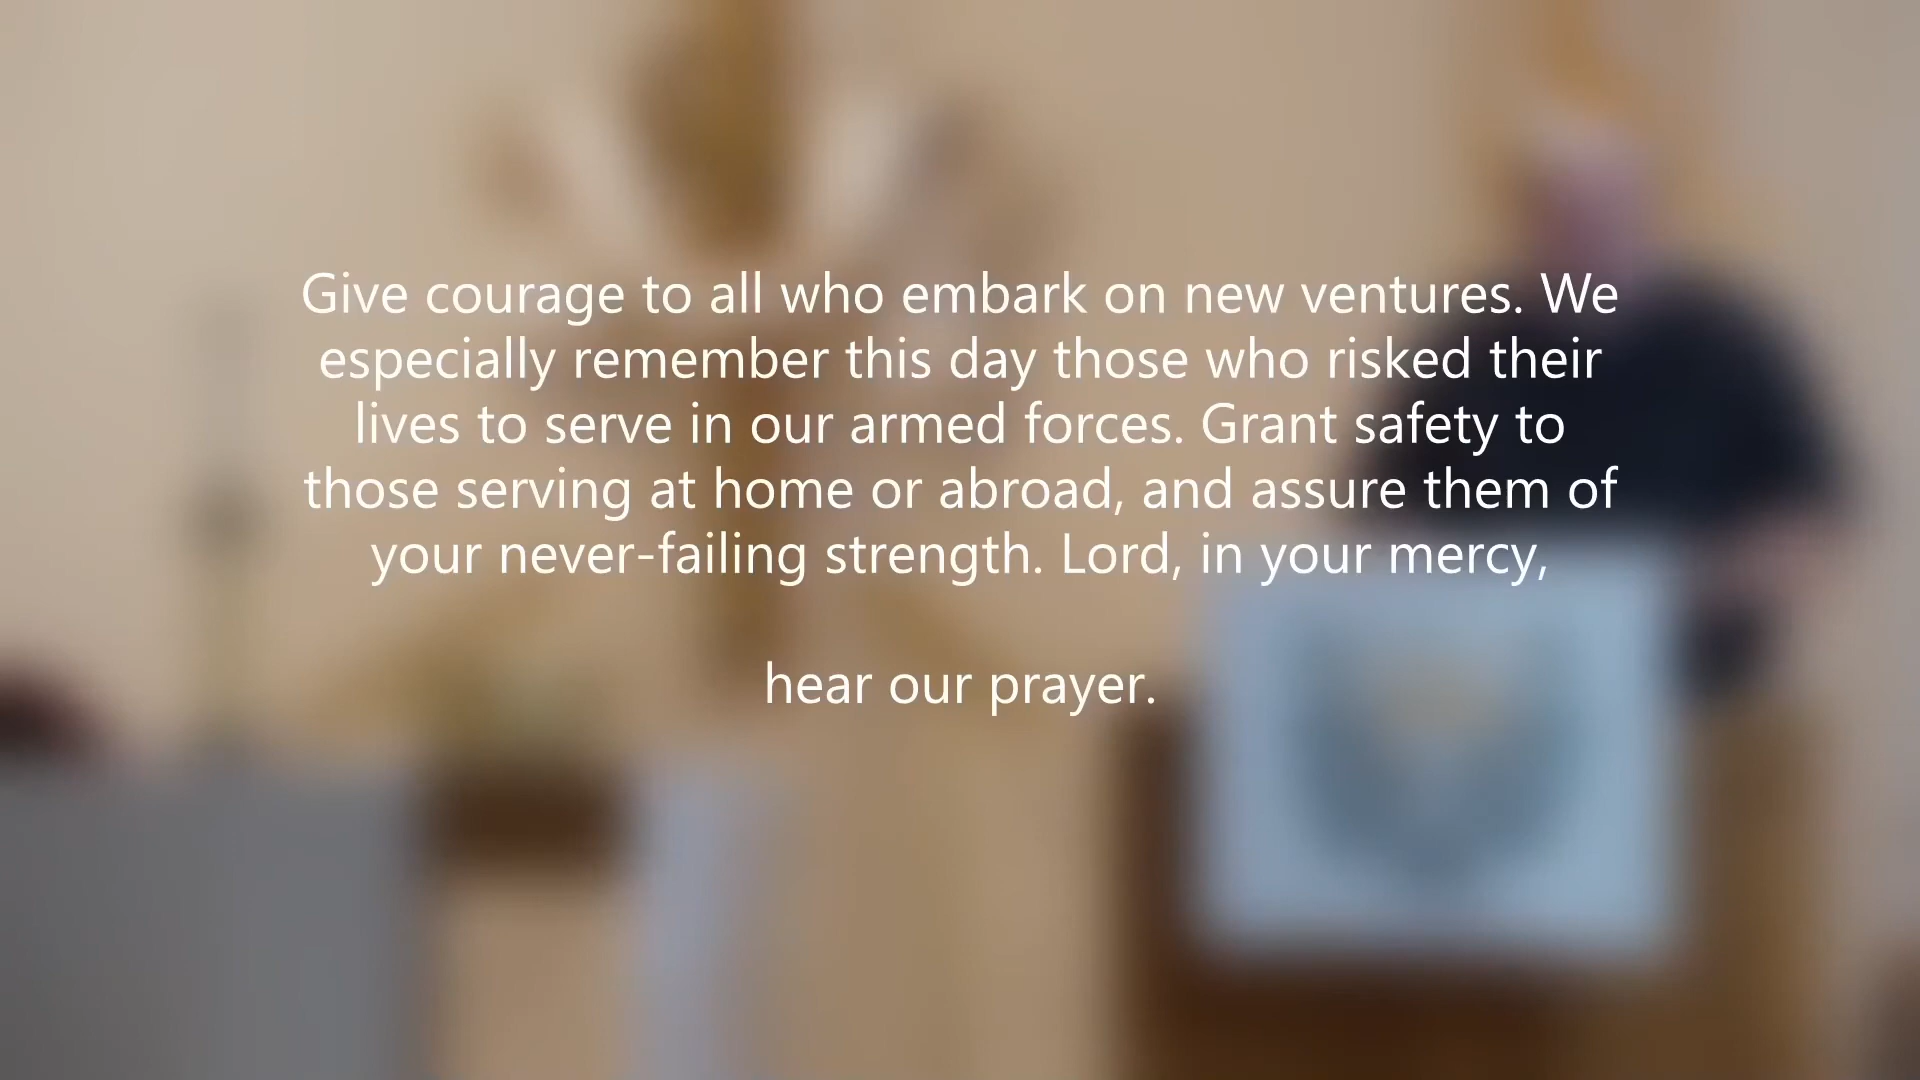 Give courage to all who embark on new ventures. We
especially remember this day those who risked their
lives to serve in our armed forces. Grant safety to
those serving at home or abroad, and assure them of
your never-failing strength. Lord, in your mercy,
hear our prayer.